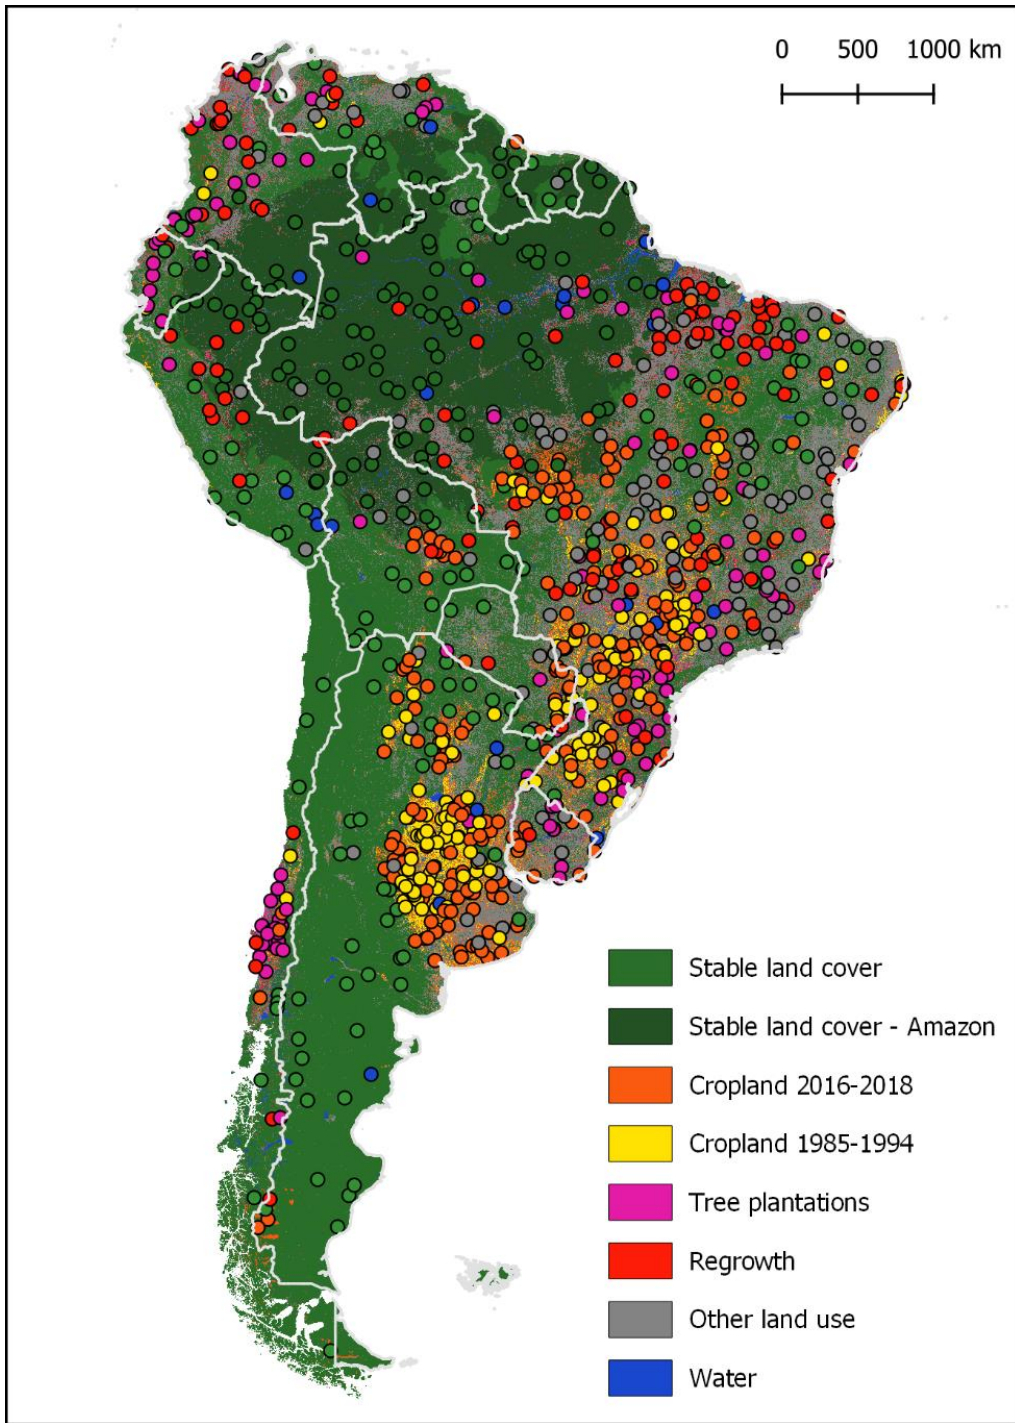 0 500 1000 km
Stable land cover
Stable land cover - Amazon
Cropland 2016-2018
Cropland 1985-1994
Tree plantations
Regrowth
Other land use
Water